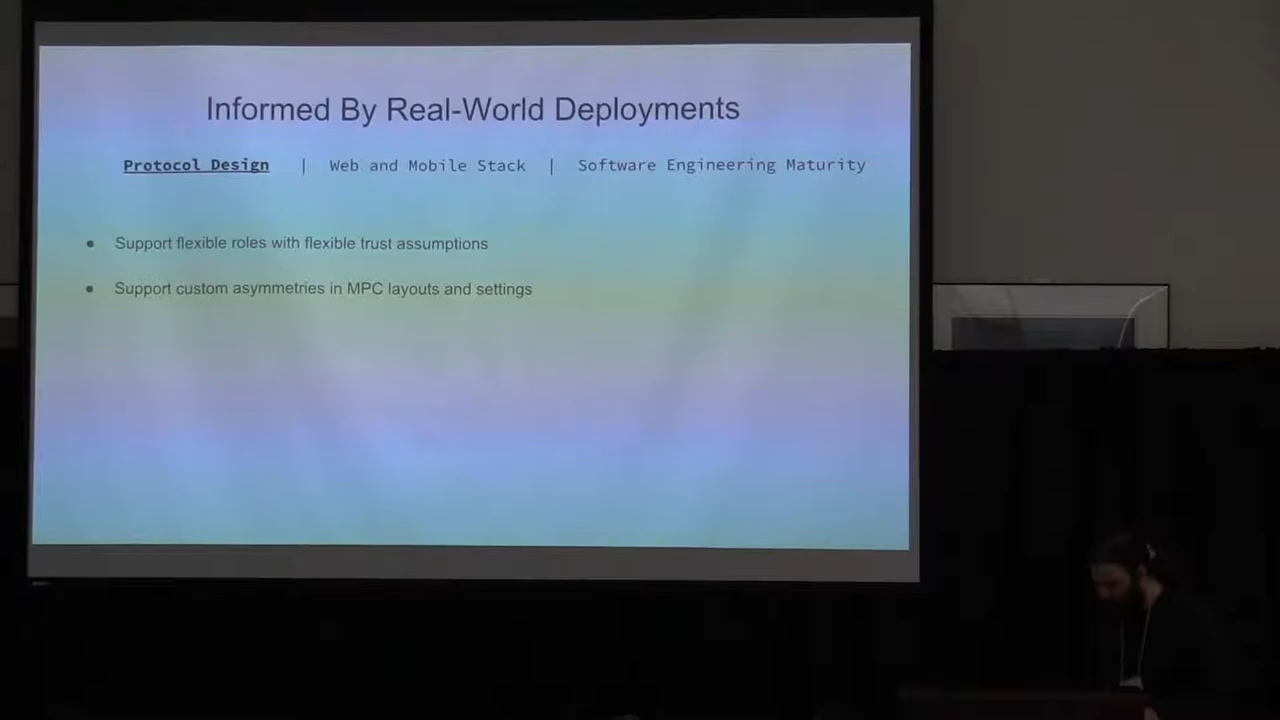 Informed By Real-World Deployments
Protocol Design | Web and Mobile Stack | Software Engineering Maturity
● Support flexible roles with flexible trust assumptions
● Support custom asymmetries in MPC layouts and settings